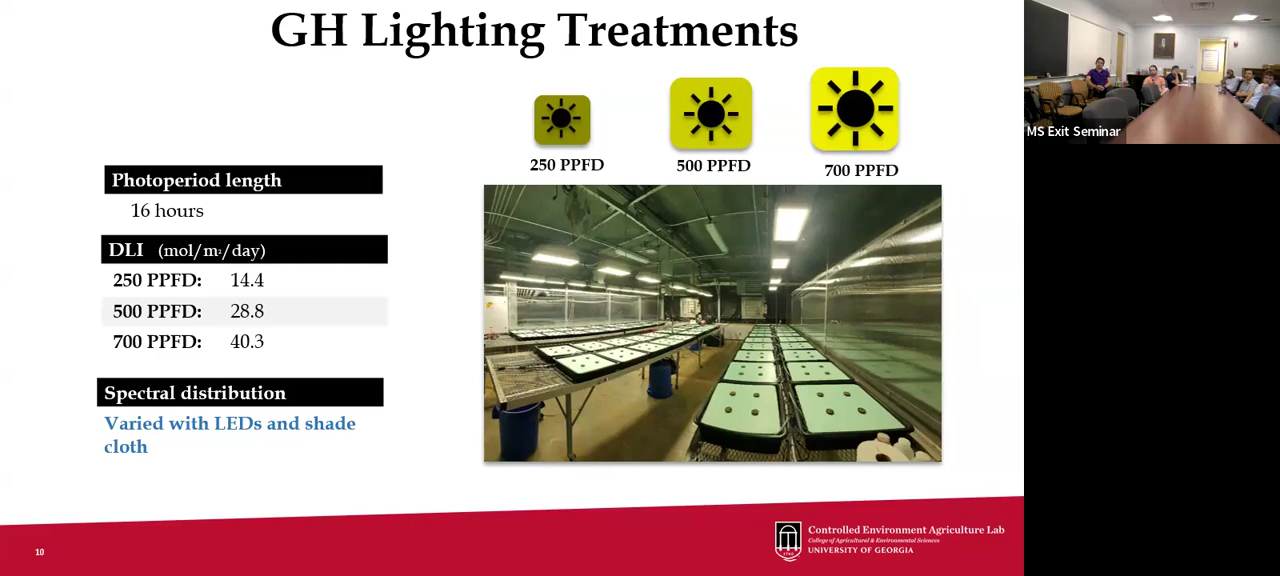 GH Lighting Treatments
250 PPFD
500 PPFD
700 PPFD
Photoperiod length
16 hours
DLI (mol/m²/day)
250 PPFD: 14.4
500 PPFD: 28.8
700 PPFD: 40.3
Spectral distribution
Varied with LEDs and shade
cloth
10
Controlled Environment Agriculture Lab
College of Agricultural & Environmental Sciences
UNIVERSITY OF GEORGIA
MS Exit Seminar